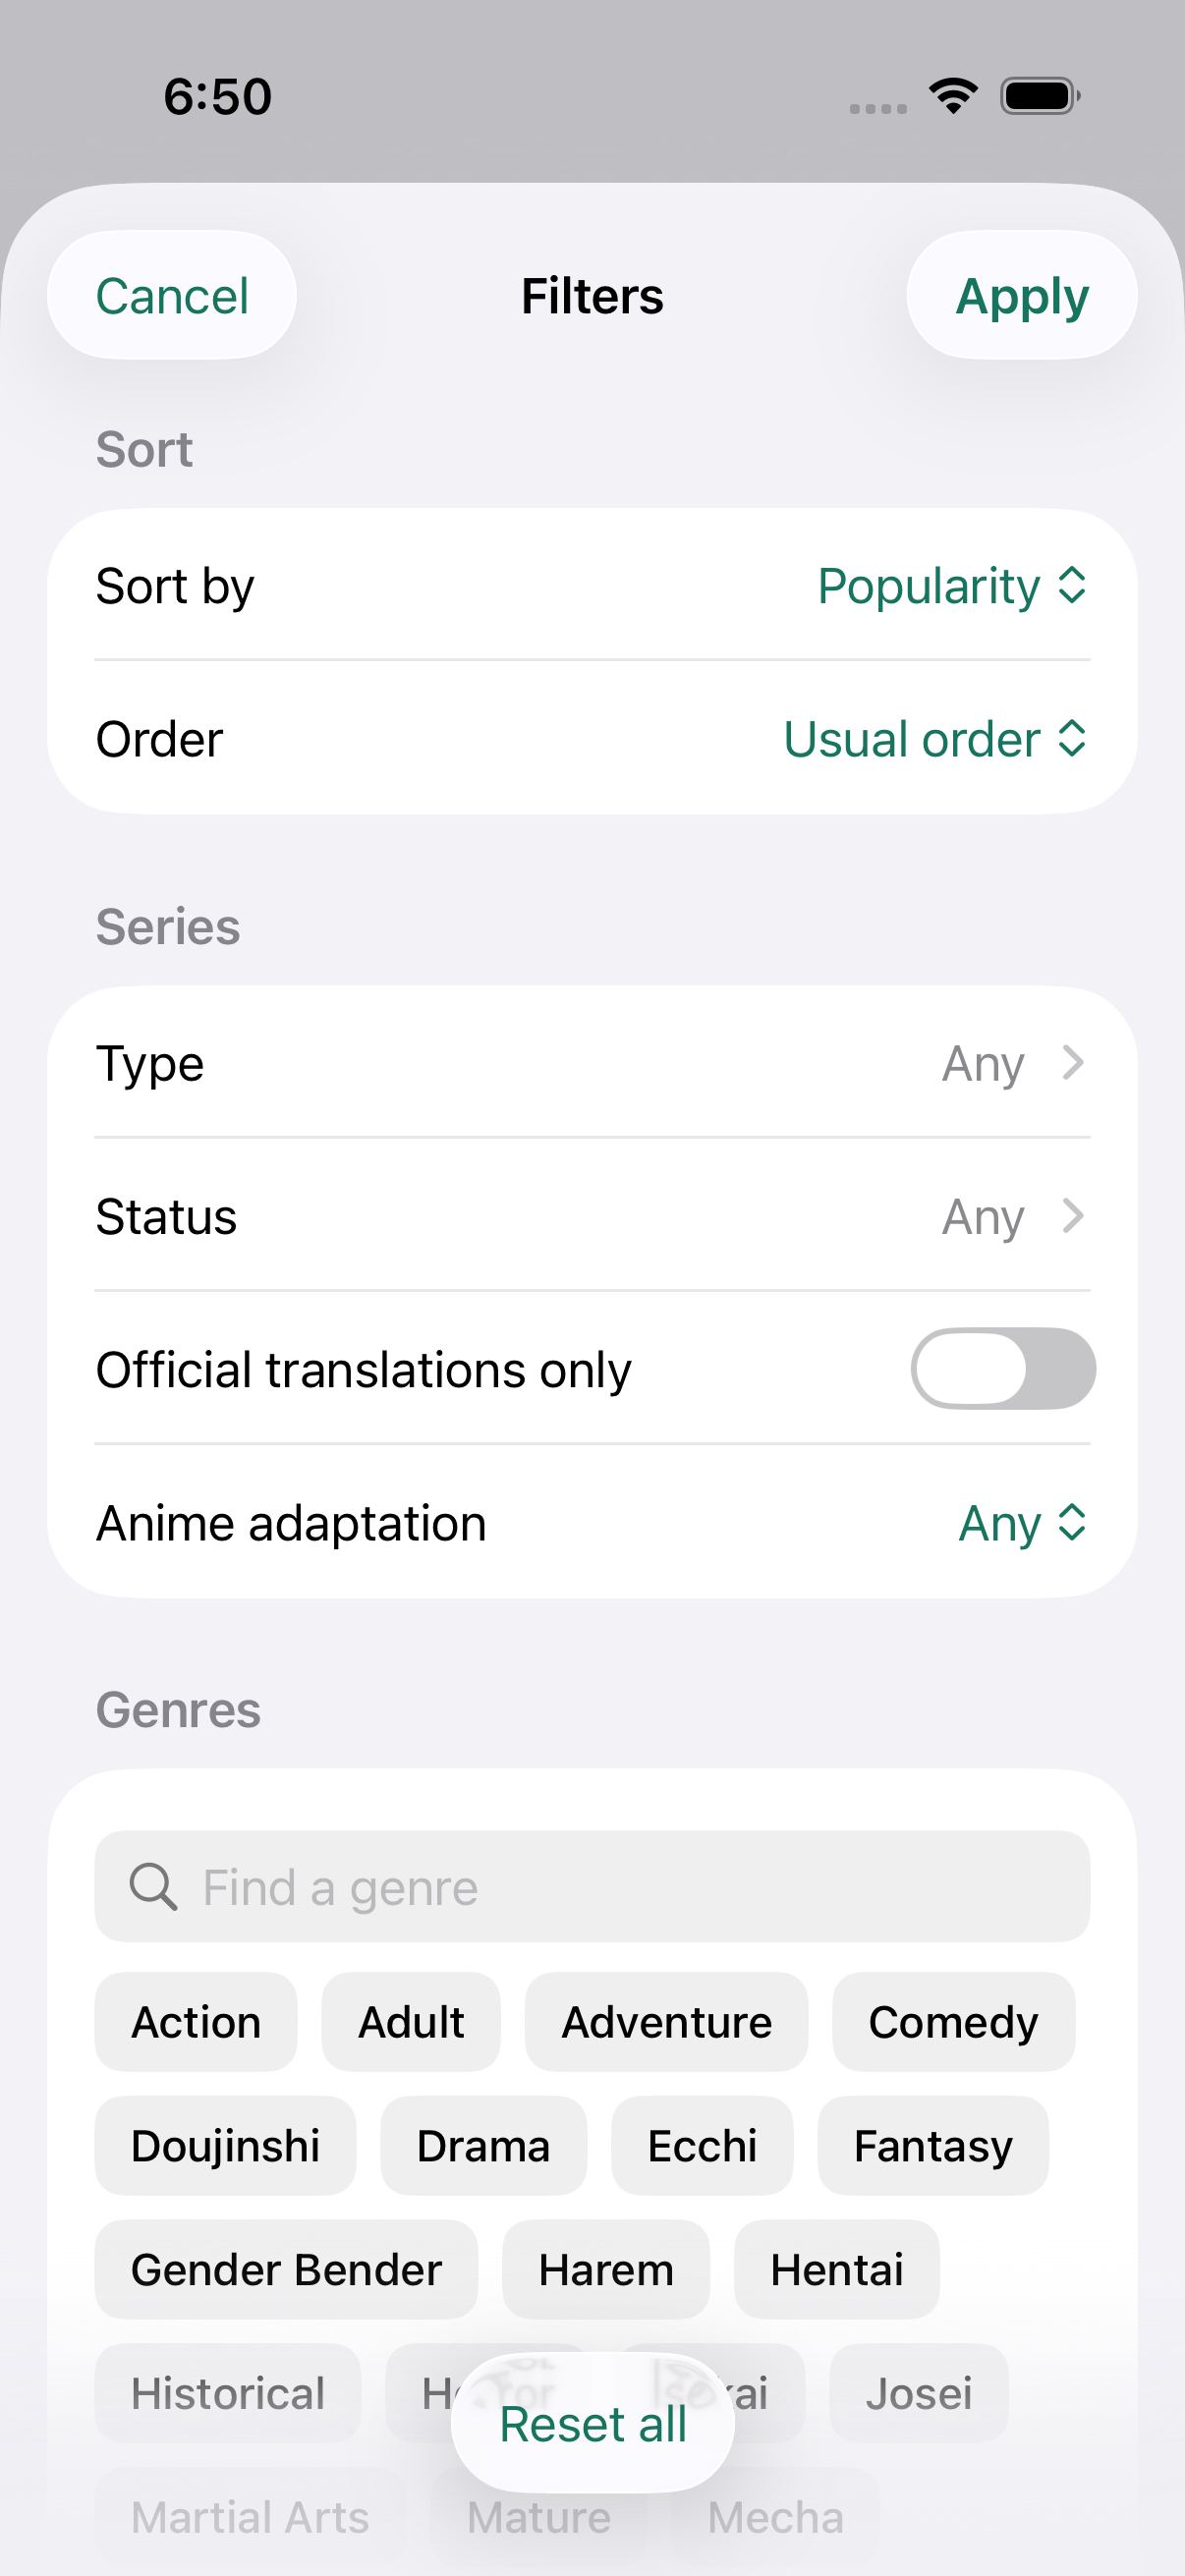 6:50
Cancel
Filters
Apply
Sort
Sort by
Popularity
Order
Usual order
Series
Type
Any
Status
Any
Official translations only
Anime adaptation
Any
Genres
Find a genre
Action
Adult
Adventure
Comedy
Doujinshi
Drama
Ecchi
Fantasy
Gender Bender
Harem
Hentai
Historical
Josei
Reset all
Martial Arts
Mature
Mecha